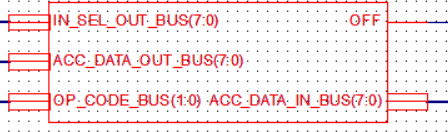 IN_SEL_OUT_BUS(7:0) OFF
ACC_DATA_OUT_BUS(7:0)
OP_CODE_BUS(1:0) ACC_DATA_IN_BUS(7:0)